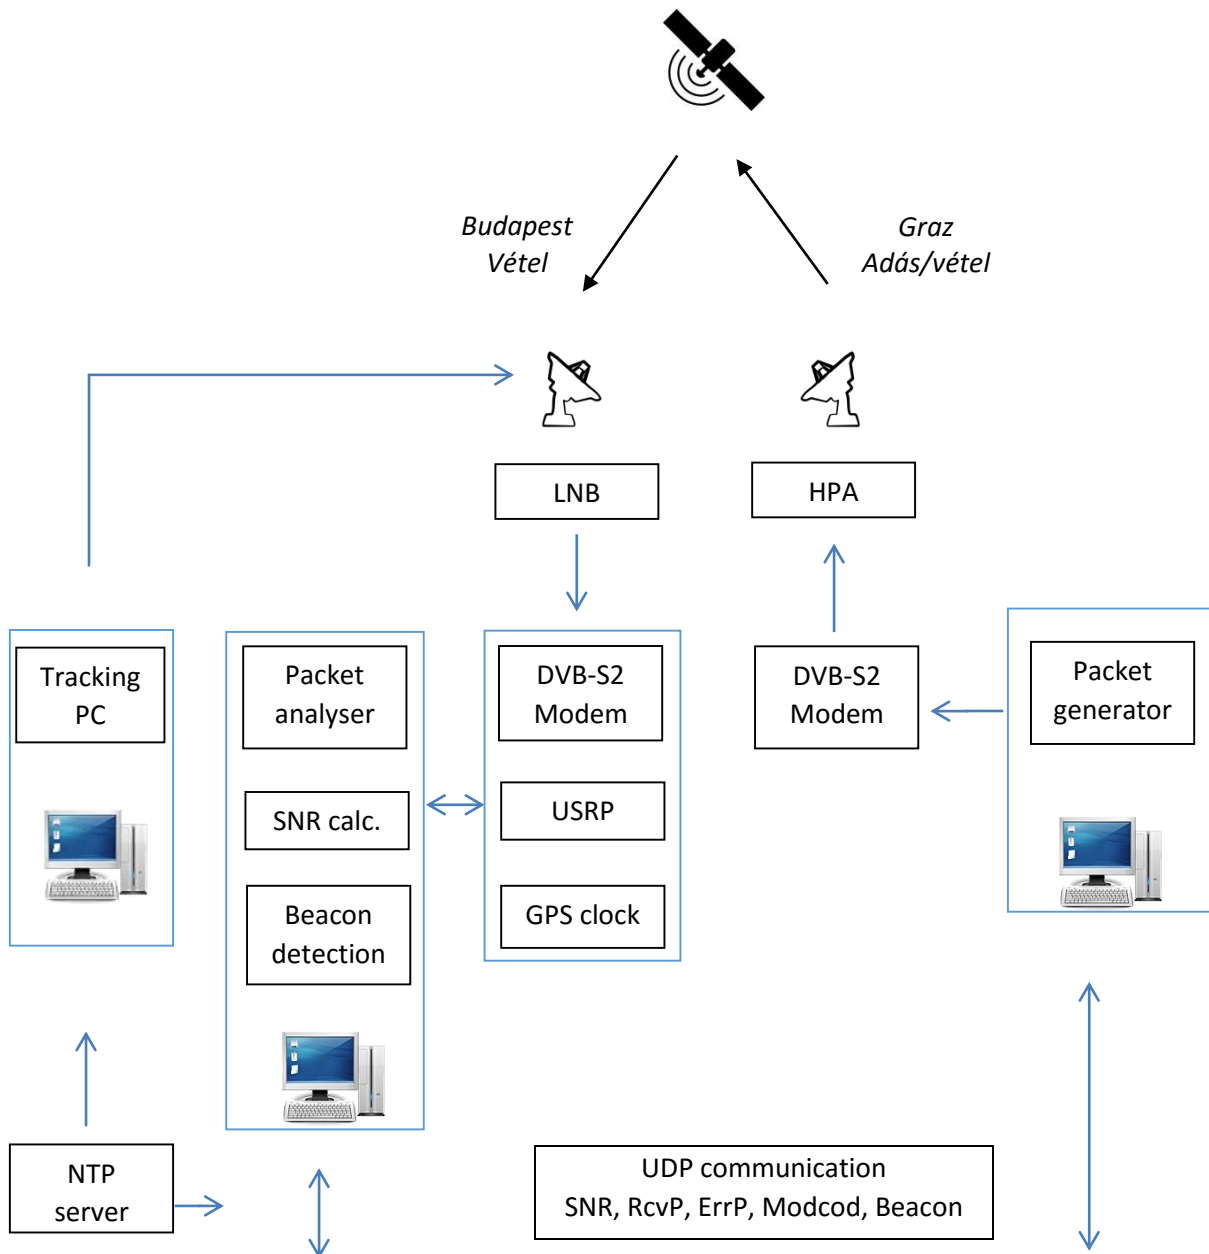 Budapest
Vétel
Graz
Adás/vétel
LNB
HPA
Tracking
PC
Packet
analyser
DVB-S2
Modem
DVB-S2
Modem
Packet
generator
SNR calc.
USRP
Beacon
detection
GPS clock
NTP
server
UDP communication
SNR, RcvP, ErrP, Modcod, Beacon